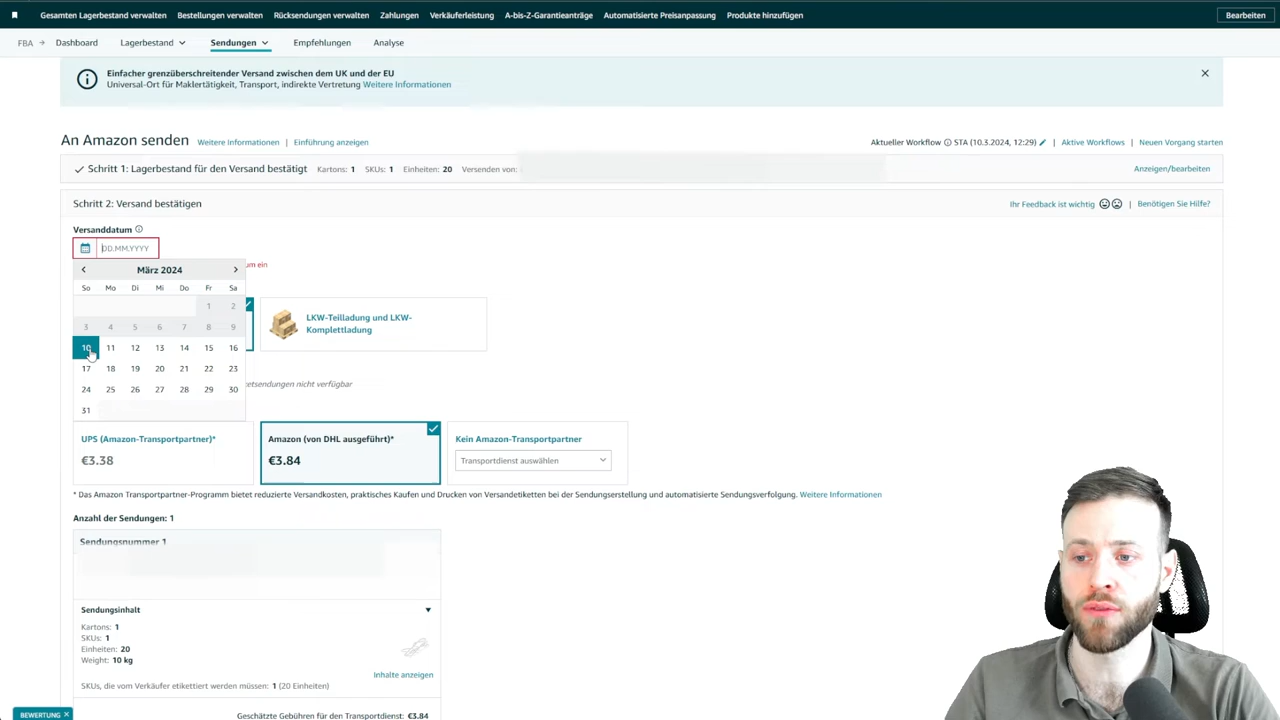 Gesamten Lagerbestand verwalten Bestellungen verwalten Rücksendungen verwalten Zahlungen Verkäuferleistung A-bis-Z-Garantieanträge Automatisierte Preisanpassung Produkte hinzufügen Bearbeiten
FBA Dashboard Lagerbestand Sendungen Empfehlungen Analyse
Einfacher grenzüberschreitender Versand zwischen dem UK und der EU
Universal-Ort für Maklertätigkeit, Transport, indirekte Vertretung Weitere Informationen
An Amazon senden Weitere Informationen | Einführung anzeigen Aktueller Workflow STA (10.3.2024, 12:29) | Aktive Workflows | Neuen Vorgang starten
Schritt 1: Lagerbestand für den Versand bestätigt Kartons: 1 SKUs: 1 Einheiten: 20 Versenden von: Anzeigen/bearbeiten
Schritt 2: Versand bestätigen Ihr Feedback ist wichtig | Benötigen Sie Hilfe?
Versanddatum
DD.MM.YYYY
um ein
März 2024
So Mo Di Mi Do Fr Sa
1 2
3 4 5 6 7 8 9
10 11 12 13 14 15 16
17 18 19 20 21 22 23
24 25 26 27 28 29 30
31
LKW-Teilladung und LKW-
Komplettladung
etsendungen nicht verfügbar
UPS (Amazon-Transportpartner)* Amazon (von DHL ausgeführt)* Kein Amazon-Transportpartner
€3.38 €3.84 Transportdienst auswählen
* Das Amazon Transportpartner-Programm bietet reduzierte Versandkosten, praktisches Kaufen und Drucken von Versandetiketten bei der Sendungserstellung und automatisierte Sendungsverfolgung. Weitere Informationen
Anzahl der Sendungen: 1
Sendungsnummer 1
Sendungsinhalt
Kartons: 1
SKUs: 1
Einheiten: 20
Weight: 10 kg
Inhalte anzeigen
SKUs, die vom Verkäufer etikettiert werden müssen: 1 (20 Einheiten)
Geschätzte Gebühren für den Transportdienst: €3.84
BEWERTUNG